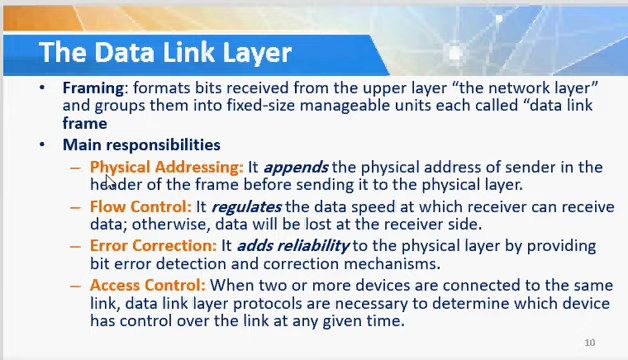 The Data Link Layer
• Framing: formats bits received from the upper layer “the network layer”
and groups them into fixed-size manageable units each called “data link
frame
• Main responsibilities
– Physical Addressing: It appends the physical address of sender in the
header of the frame before sending it to the physical layer.
– Flow Control: It regulates the data speed at which receiver can receive
data; otherwise, data will be lost at the receiver side.
– Error Correction: It adds reliability to the physical layer by providing
bit error detection and correction mechanisms.
– Access Control: When two or more devices are connected to the same
link, data link layer protocols are necessary to determine which device
has control over the link at any given time.
10